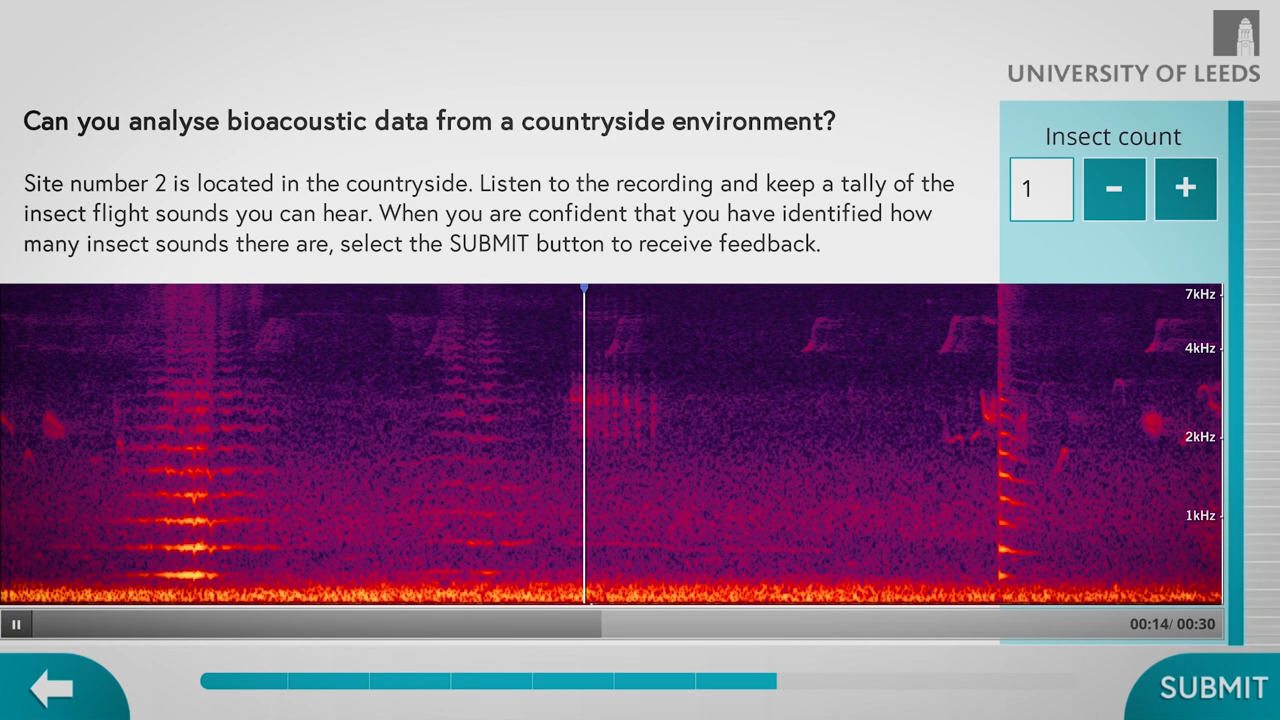 UNIVERSITY OF LEEDS
Can you analyse bioacoustic data from a countryside environment?
Site number 2 is located in the countryside. Listen to the recording and keep a tally of the
insect flight sounds you can hear. When you are confident that you have identified how
many insect sounds there are, select the SUBMIT button to receive feedback.
Insect count
1 - +
7kHz
4kHz
2kHz
1kHz
00:14/ 00:30
SUBMIT